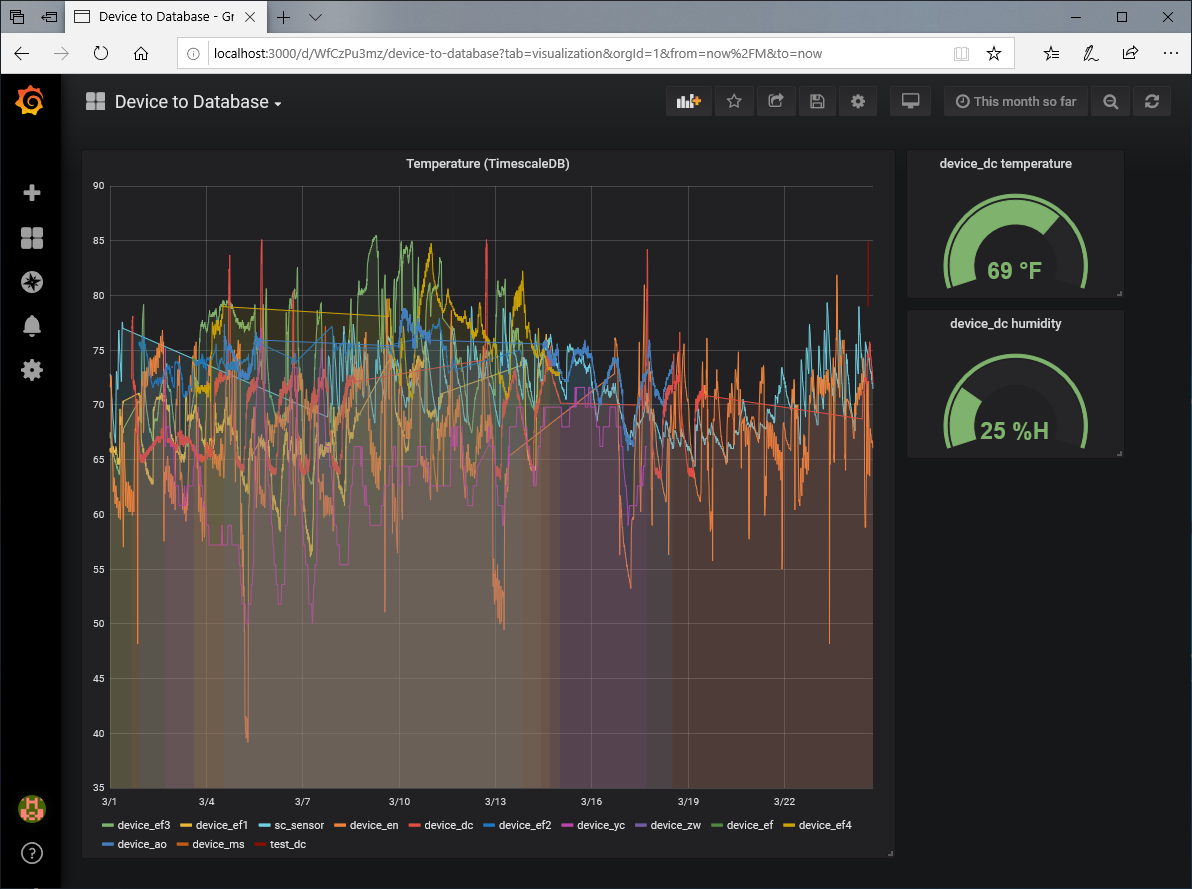 Device to Database - Gr
localhost:3000/d/WfCzPu3mz/device-to-database?tab=visualization&orgId=1&from=now%2FM&to=now
Device to Database
This month so far
Temperature (TimescaleDB)
90
85
80
75
70
65
60
55
50
45
40
35
3/1 3/4 3/7 3/10 3/13 3/16 3/19 3/22
device_ef3 device_ef1 sc_sensor device_en device_dc device_ef2 device_yc device_zw device_ef device_ef4
device_ao device_ms test_dc
device_dc temperature
69 °F
device_dc humidity
25 %H